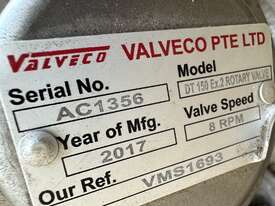 VALVECO VALVECO PTE LTD
Serial No. Model
AC1356 DT 150 Ex.2 ROTARY VALVE
Year of Mfg. Valve Speed
2017 8 RPM
Our Ref. VMS1693